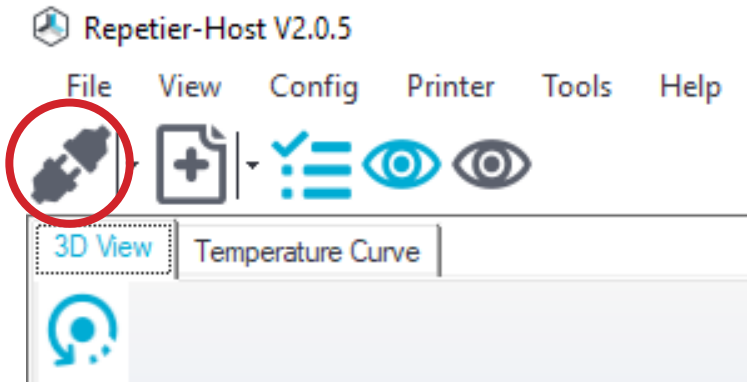 Repetier-Host V2.0.5
File View Config Printer Tools Help
3D View Temperature Curve